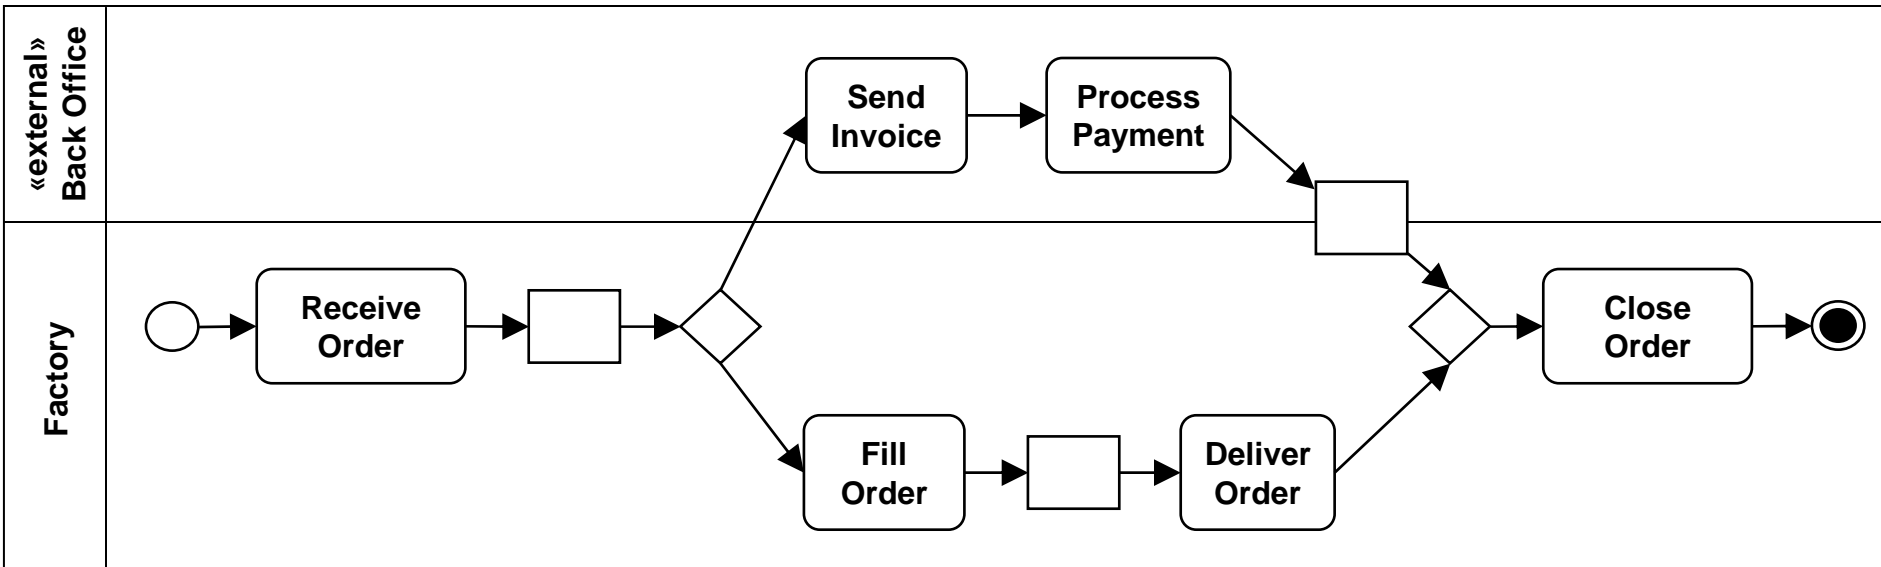 «external»
Back Office
Send
Invoice
Process
Payment
Factory
Receive
Order
Close
Order
Fill
Order
Deliver
Order